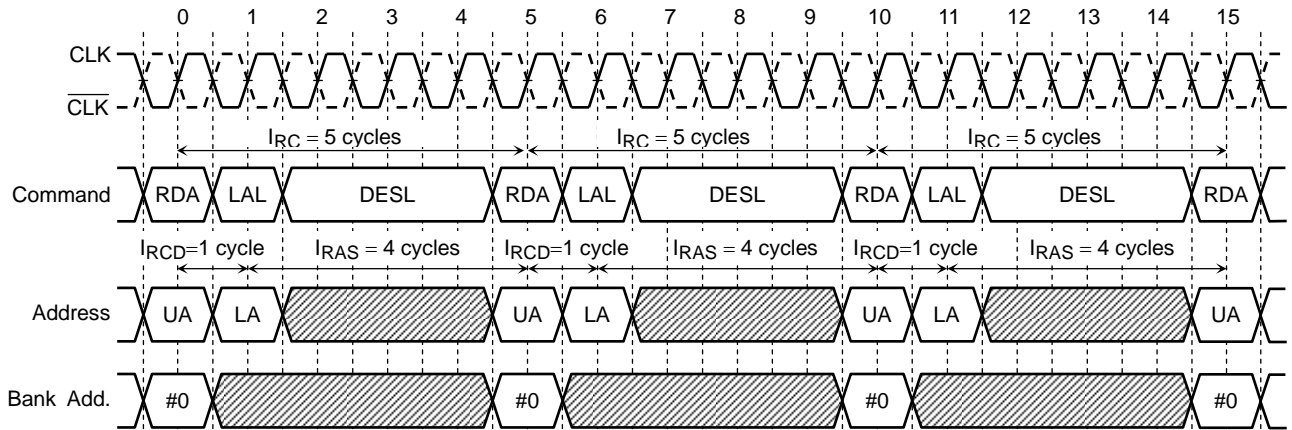 0 1 2 3 4 5 6 7 8 9 10 11 12 13 14 15
CLK
CLK
IRC = 5 cycles IRC = 5 cycles IRC = 5 cycles
Command RDA LAL DESL RDA LAL DESL RDA LAL DESL RDA
IRCD=1 cycle IRAS = 4 cycles IRCD=1 cycle IRAS = 4 cycles IRCD=1 cycle IRAS = 4 cycles
Address UA LA UA LA UA LA UA
Bank Add. #0 #0 #0 #0